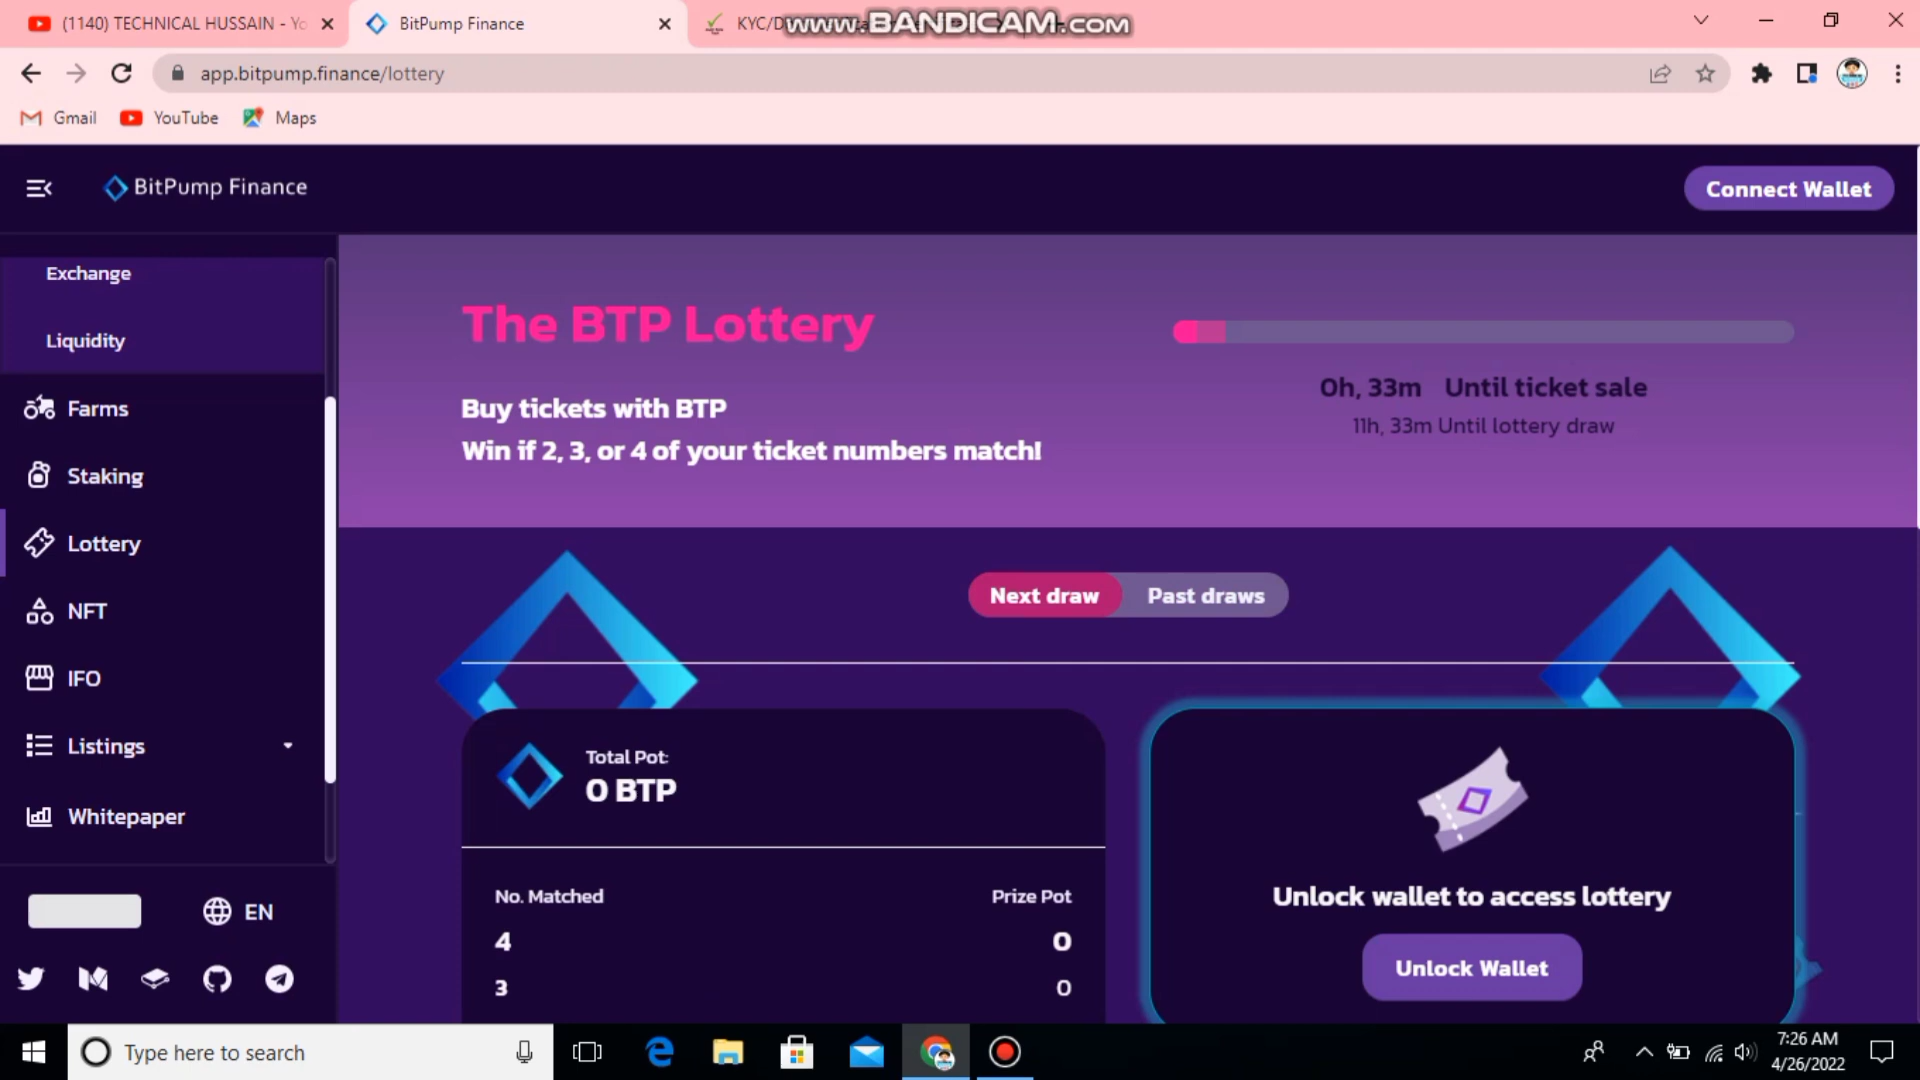 (1140) TECHNICAL HUSSAIN - Yo
BitPump Finance
KYC/D
www.BANDICAM.com
app.bitpump.finance/lottery
Gmail
YouTube
Maps
BitPump Finance
Connect Wallet
Exchange
Liquidity
Farms
Staking
Lottery
NFT
IFO
Listings
Whitepaper
EN
The BTP Lottery
Buy tickets with BTP
Win if 2, 3, or 4 of your ticket numbers match!
0h, 33m Until ticket sale
11h, 33m Until lottery draw
Next draw
Past draws
Total Pot:
0 BTP
No. Matched
Prize Pot
4
0
3
0
Unlock wallet to access lottery
Unlock Wallet
Type here to search
7:26 AM
4/26/2022